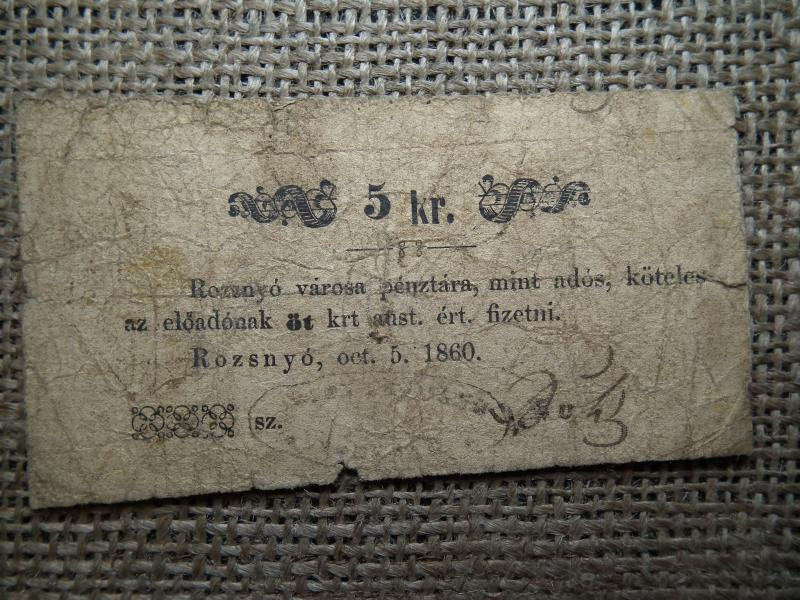 5 kr.
Rozsnyó városa pénztára, mint adós, köteles
az előadónak öt krt aust. ért. fizetni.
Rozsnyó, oct. 5. 1860.
sz.